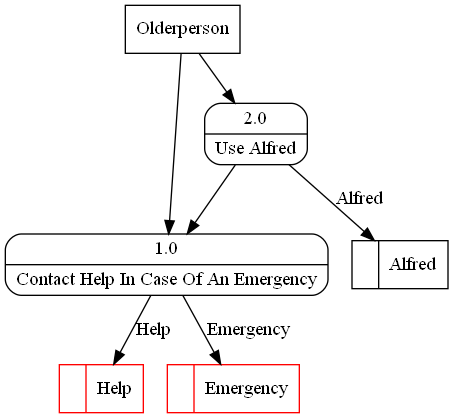 Olderperson
2.0
Use Alfred
Alfred
1.0
Alfred
Contact Help In Case Of An Emergency
Help
Emergency
Help
Emergency